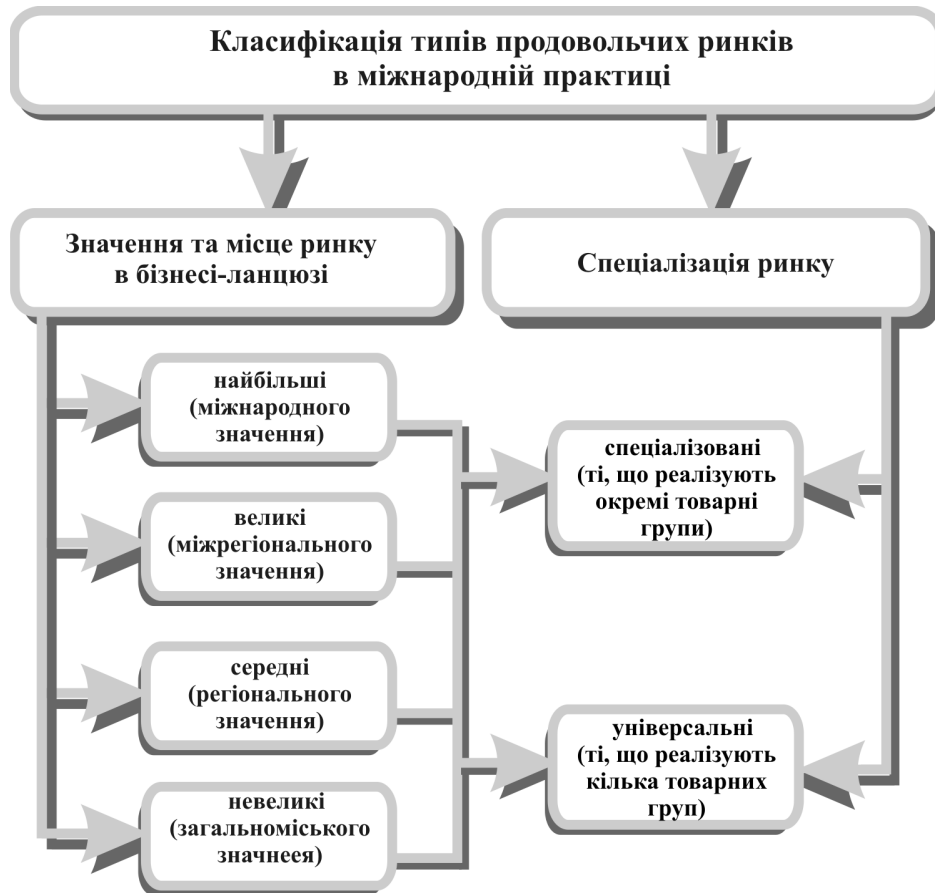 Класифікація типів продовольчих ринків
в міжнародній практиці
Значення та місце ринку
в бізнесі-ланцюзі
Спеціалізація ринку
найбільші
(міжнародного
значення)
великі
(міжрегіонального
значення)
середні
(регіонального
значення)
невеликі
(загальноміського
значнеея)
спеціалізовані
(ті, що реалізують
окремі товарні
групи)
універсальні
(ті, що реалізують
кілька товарних
груп)